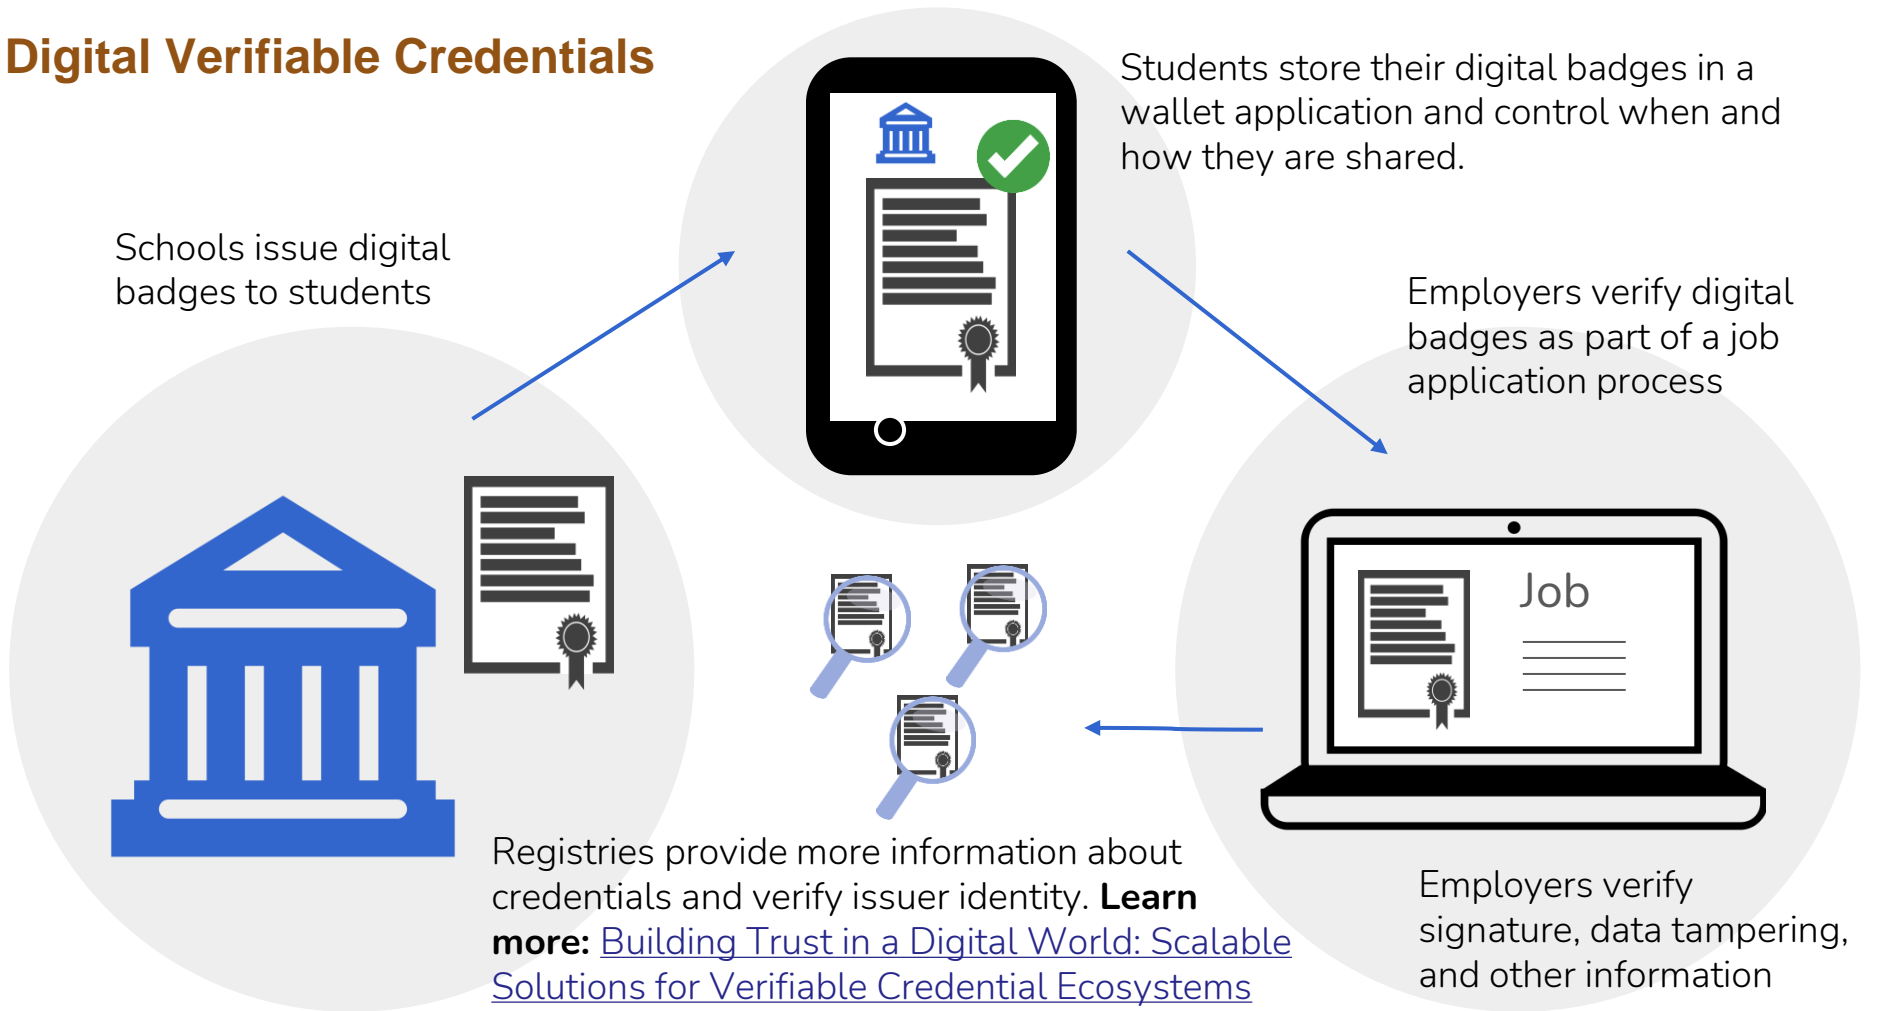 Digital Verifiable Credentials
Students store their digital badges in a
wallet application and control when and
how they are shared.
Schools issue digital
badges to students
Employers verify digital
badges as part of a job
application process
Job
Registries provide more information about
credentials and verify issuer identity. Learn
more: Building Trust in a Digital World: Scalable
Solutions for Verifiable Credential Ecosystems
Employers verify
signature, data tampering,
and other information